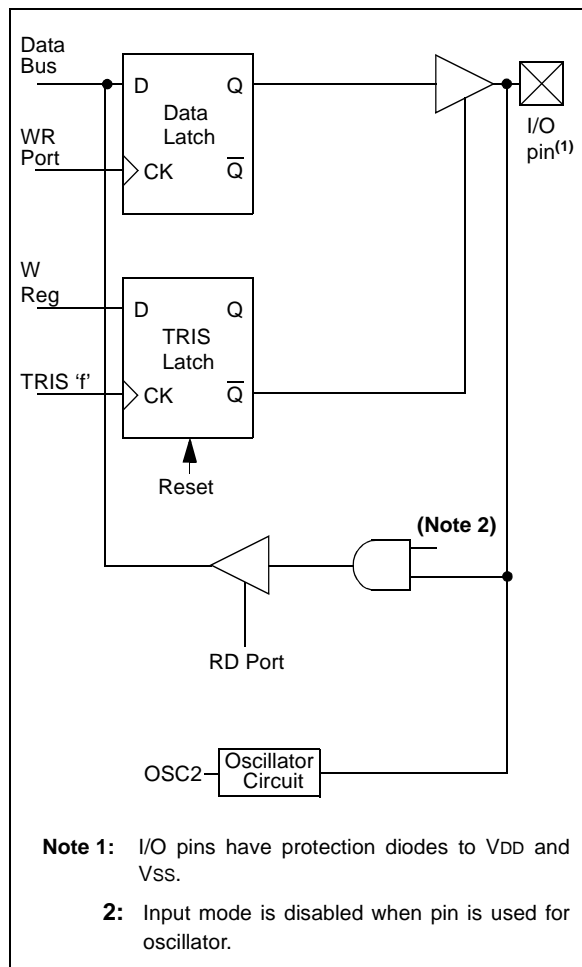 Data
Bus
D
Q
Data
Latch
I/O
pin(1)
WR
Port
CK
Q̅
W
Reg
D
Q
TRIS
Latch
TRIS ‘f’
CK
Q̅
Reset
(Note 2)
RD Port
OSC2
Oscillator
Circuit
Note 1: I/O pins have protection diodes to VDD and
VSS.
2: Input mode is disabled when pin is used for
oscillator.